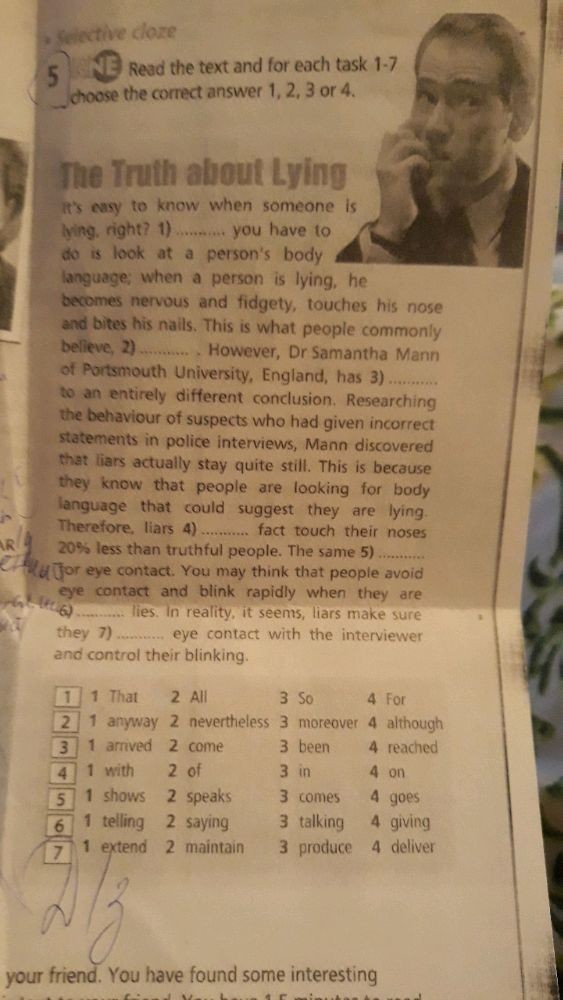 Selective cloze
5 Read the text and for each task 1-7
choose the correct answer 1, 2, 3 or 4.
The Truth about Lying
It's easy to know when someone is
lying, right? 1) ........... you have to
do is look at a person's body
language; when a person is lying, he
becomes nervous and fidgety, touches his nose
and bites his nails. This is what people commonly
believe, 2) ........... . However, Dr Samantha Mann
of Portsmouth University, England, has 3) ...........
to an entirely different conclusion. Researching
the behaviour of suspects who had given incorrect
statements in police interviews, Mann discovered
that liars actually stay quite still. This is because
they know that people are looking for body
language that could suggest they are lying.
Therefore, liars 4) ........... fact touch their noses
20% less than truthful people. The same 5) ...........
for eye contact. You may think that people avoid
eye contact and blink rapidly when they are
6) ........... lies. In reality, it seems, liars make sure
they 7) ........... eye contact with the interviewer
and control their blinking.
1 1 That 2 All 3 So 4 For
2 1 anyway 2 nevertheless 3 moreover 4 although
3 1 arrived 2 come 3 been 4 reached
4 1 with 2 of 3 in 4 on
5 1 shows 2 speaks 3 comes 4 goes
6 1 telling 2 saying 3 talking 4 giving
7 1 extend 2 maintain 3 produce 4 deliver
your friend. You have found some interesting